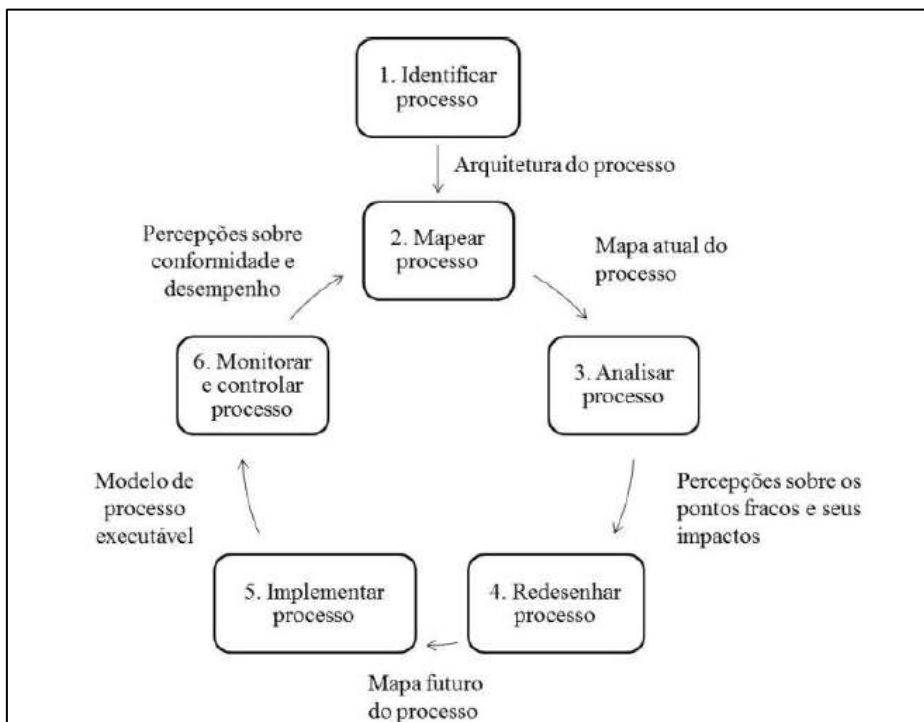 1. Identificar
processo
Arquitetura do processo
2. Mapear
processo
Mapa atual do
processo
3. Analisar
processo
Percepções sobre os
pontos fracos e seus
impactos
4. Redesenhar
processo
Mapa futuro
do processo
5. Implementar
processo
Modelo de
processo
executável
6. Monitorar
e controlar
processo
Percepções sobre
conformidade e
desempenho